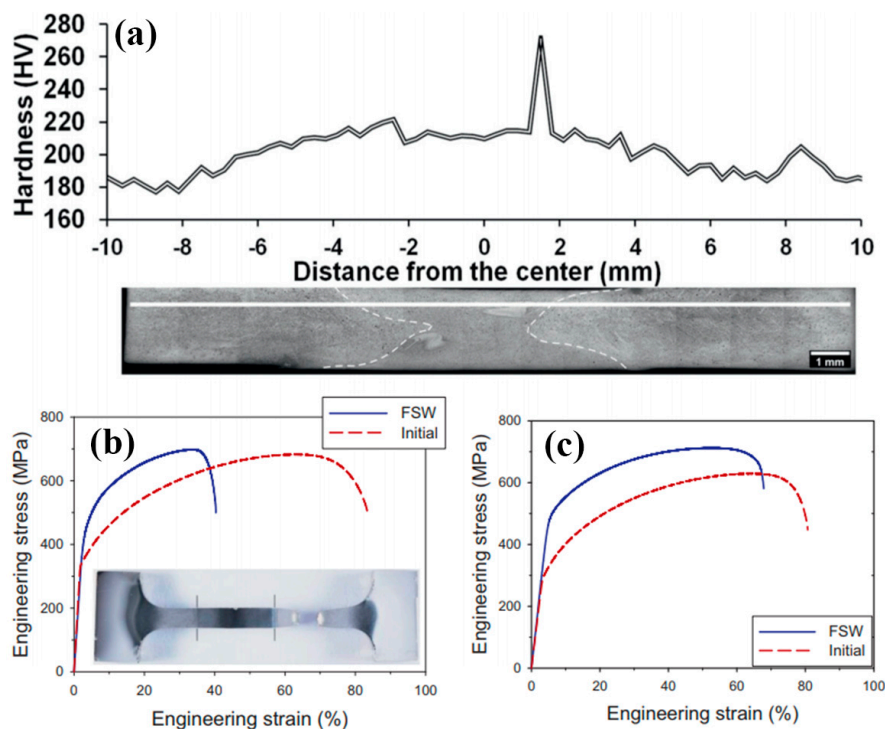 (a)
Hardness (HV)
280
260
240
220
200
180
160
-10 -8 -6 -4 -2 0 2 4 6 8 10
Distance from the center (mm)
1 mm
(b)
FSW
Initial
Engineering stress (MPa)
800
600
400
200
0
0 20 40 60 80 100
Engineering strain (%)
(c)
Engineering stress (MPa)
800
600
400
200
0
FSW
Initial
0 20 40 60 80 100
Engineering strain (%)